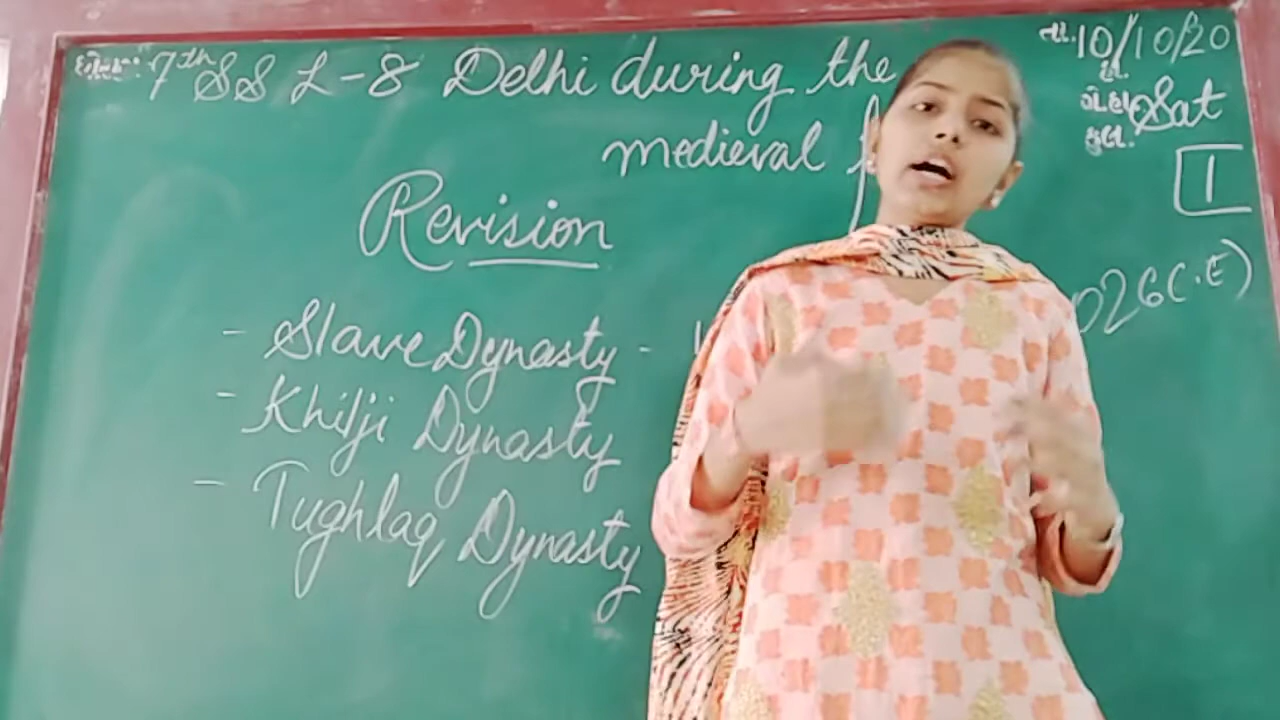 7th SS L-8 Delhi during the
medieval
Revision
- Slave Dynasty -
- Khilji Dynasty
- Tughlaq Dynasty
તા. 10/10/20
Sat
1
026 C.E)